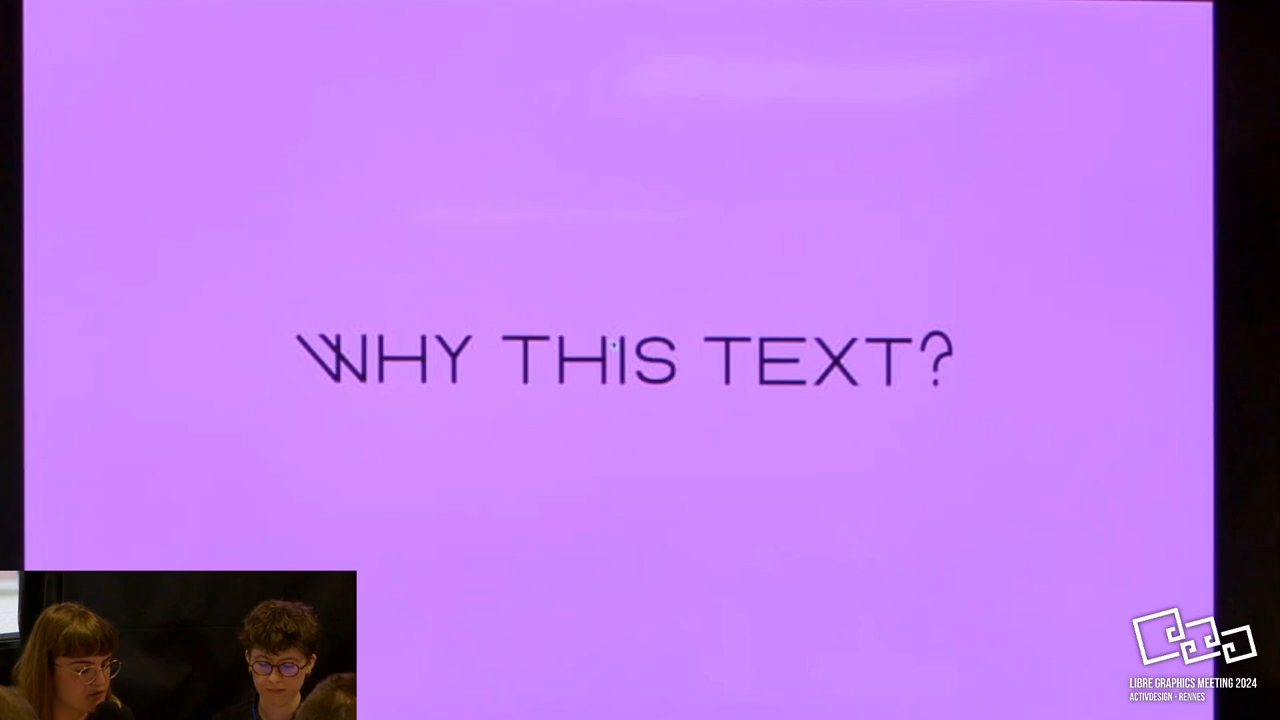 WHY THIS TEXT?
LIBRE GRAPHICS MEETING 2024
ACTIVDESIGN - RENNES